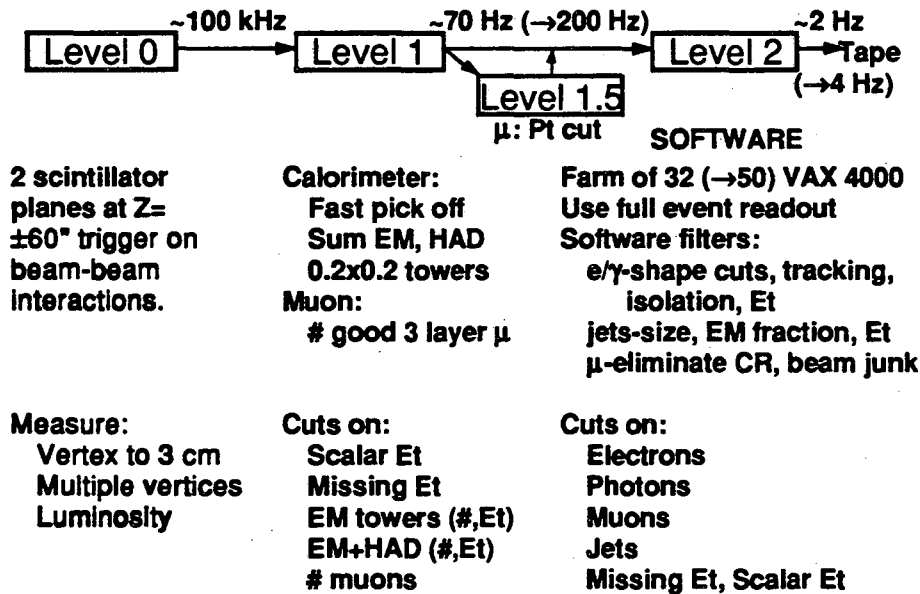 ~100 kHz
~70 Hz (→200 Hz)
~2 Hz
Level 0
Level 1
Level 2
Tape
(→4 Hz)
Level 1.5
μ: Pt cut
SOFTWARE
2 scintillator
planes at Z=
±60" trigger on
beam-beam
interactions.
Calorimeter:
Fast pick off
Sum EM, HAD
0.2x0.2 towers
Muon:
# good 3 layer μ
Farm of 32 (→50) VAX 4000
Use full event readout
Software filters:
e/γ-shape cuts, tracking,
isolation, Et
jets-size, EM fraction, Et
μ-eliminate CR, beam junk
Measure:
Vertex to 3 cm
Multiple vertices
Luminosity
Cuts on:
Scalar Et
Missing Et
EM towers (#,Et)
EM+HAD (#,Et)
# muons
Cuts on:
Electrons
Photons
Muons
Jets
Missing Et, Scalar Et